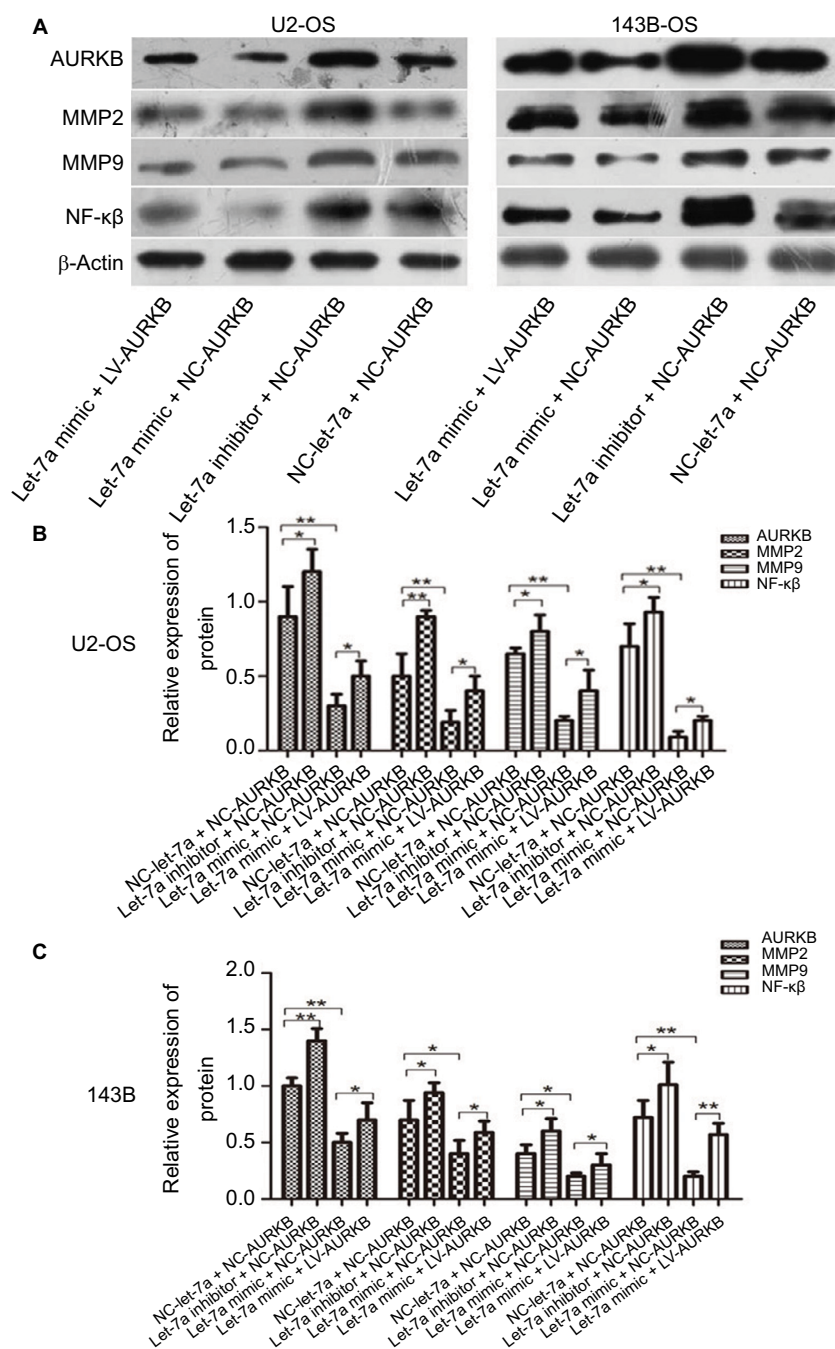 A
U2-OS
143B-OS
AURKB
MMP2
MMP9
NF-κβ
β-Actin
Let-7a mimic + LV-AURKB
Let-7a mimic + NC-AURKB
Let-7a inhibitor + NC-AURKB
NC-let-7a + NC-AURKB
Let-7a mimic + LV-AURKB
Let-7a mimic + NC-AURKB
Let-7a inhibitor + NC-AURKB
NC-let-7a + NC-AURKB
B
U2-OS
Relative expression of
protein
1.5
1.0
0.5
0.0
** * ** ** * ** * * ** * * *
AURKB
MMP2
MMP9
NF-κβ
NC-let-7a + NC-AURKB
Let-7a inhibitor + NC-AURKB
Let-7a mimic + NC-AURKB
Let-7a mimic + LV-AURKB
NC-let-7a + NC-AURKB
Let-7a inhibitor + NC-AURKB
Let-7a mimic + NC-AURKB
Let-7a mimic + LV-AURKB
NC-let-7a + NC-AURKB
Let-7a inhibitor + NC-AURKB
Let-7a mimic + NC-AURKB
Let-7a mimic + LV-AURKB
NC-let-7a + NC-AURKB
Let-7a inhibitor + NC-AURKB
Let-7a mimic + NC-AURKB
Let-7a mimic + LV-AURKB
C
143B
Relative expression of
protein
2.0
1.5
1.0
0.5
0.0
** ** * * * * * * * ** * **
AURKB
MMP2
MMP9
NF-κβ
NC-let-7a + NC-AURKB
Let-7a inhibitor + NC-AURKB
Let-7a mimic + NC-AURKB
Let-7a mimic + LV-AURKB
NC-let-7a + NC-AURKB
Let-7a inhibitor + NC-AURKB
Let-7a mimic + NC-AURKB
Let-7a mimic + LV-AURKB
NC-let-7a + NC-AURKB
Let-7a inhibitor + NC-AURKB
Let-7a mimic + NC-AURKB
Let-7a mimic + LV-AURKB
NC-let-7a + NC-AURKB
Let-7a inhibitor + NC-AURKB
Let-7a mimic + NC-AURKB
Let-7a mimic + LV-AURKB